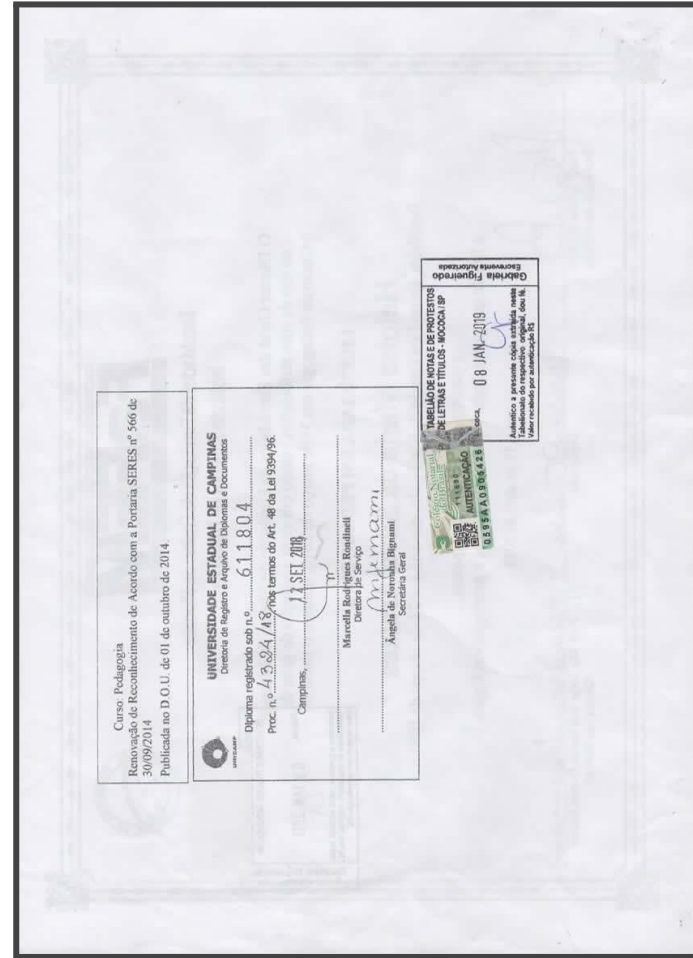 Curso: Pedagogia
Renovação de Reconhecimento de Acordo com a Portaria SERES nº 566 de
30/09/2014
Publicada no D.O.U. de 01 de outubro de 2014.
UNICAMP
UNIVERSIDADE ESTADUAL DE CAMPINAS
Diretoria de Registro e Arquivo de Diplomas e Documentos
Diploma registrado sob n.º 611804
Proc. n.º 4324/18, nos termos do Art. 48 da Lei 9394/96.
Campinas, 12 SET 2018
Marcella Rodrigues Rondineli
Diretora de Serviço
Ângela de Noronha Bignami
Secretária Geral
TABELIÃO DE NOTAS E DE PROTESTOS
DE LETRAS E TÍTULOS - MOCOCA / SP
08 JAN 2019
Autentico a presente cópia extraída neste
Tabelionato do respectivo original, dou fé.
Valor recebido por autenticação R$
Gabriela Figueiredo
Escrevente Autorizada
AUTENTICAÇÃO
0595AA0905426